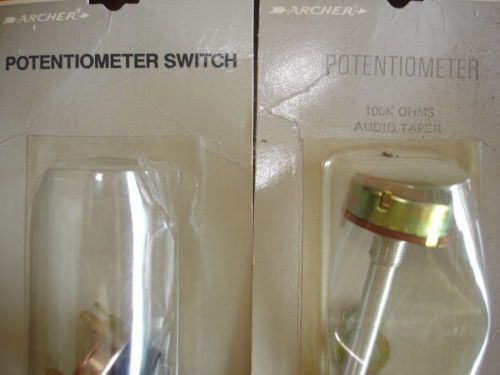 ARCHER®
POTENTIOMETER SWITCH
ARCHER®
POTENTIOMETER
100K OHMS
AUDIO TAPER